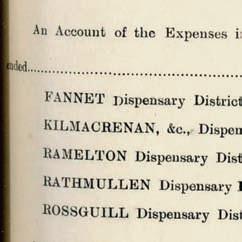 An Account of the Expenses
ended
FANNET Dispensary District
KILMACRENAN, &c., Dispen
RAMELTON Dispensary Dist
RATHMULLEN Dispensary
ROSSGUILL Dispensary Dist